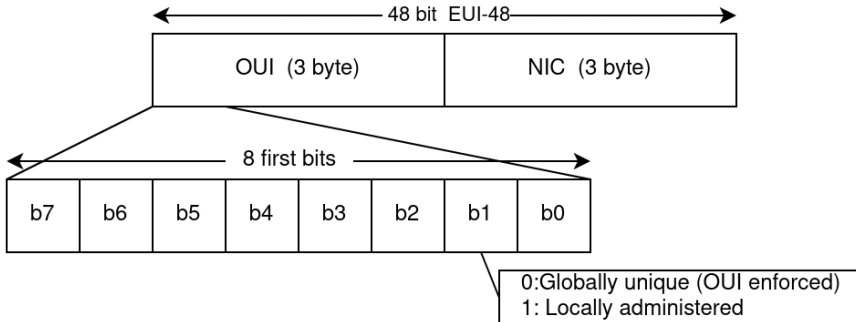 48 bit EUI-48
OUI (3 byte) NIC (3 byte)
8 first bits
b7 b6 b5 b4 b3 b2 b1 b0
0:Globally unique (OUI enforced)
1: Locally administered